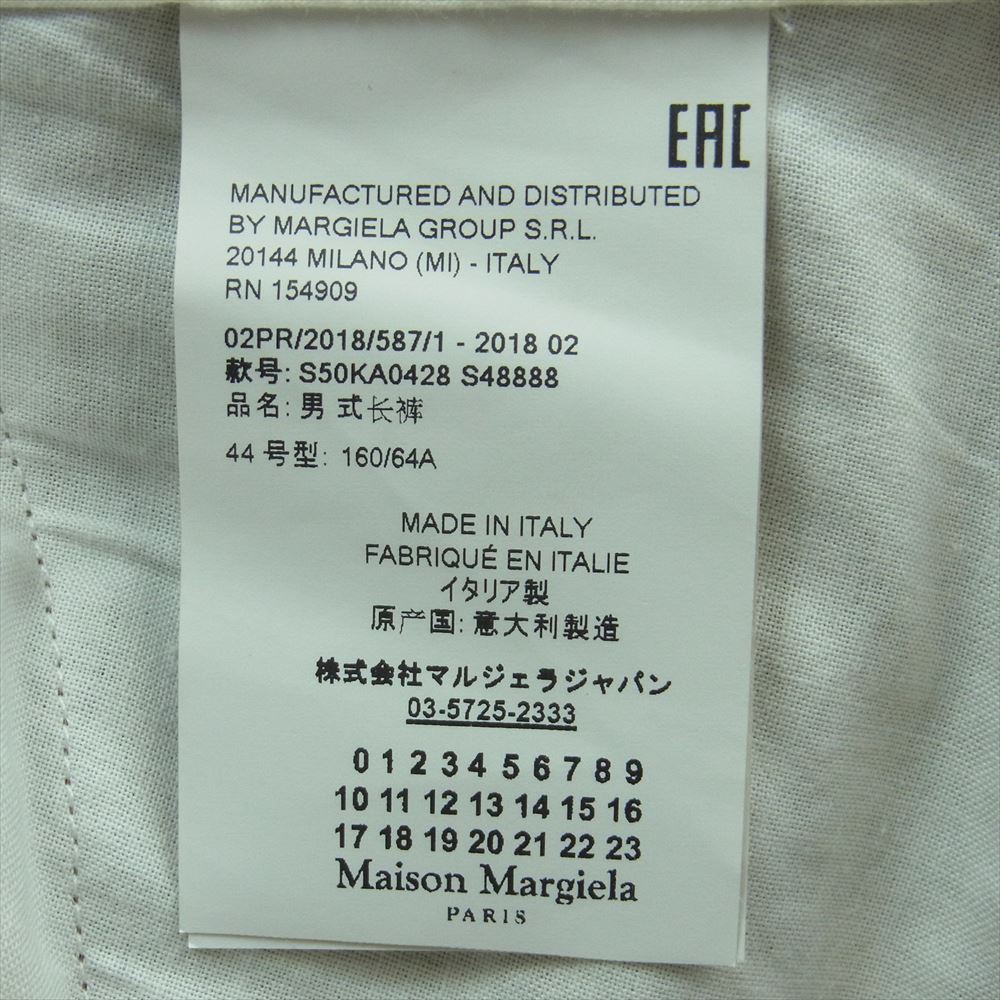 EAC
MANUFACTURED AND DISTRIBUTED
BY MARGIELA GROUP S.R.L.
20144 MILANO (MI) - ITALY
RN 154909
02PR/2018/587/1 - 2018 02
款号: S50KA0428 S48888
品名: 男式长裤
44 号型: 160/64A
MADE IN ITALY
FABRIQUÉ EN ITALIE
イタリア製
原产国: 意大利製造
株式会社マルジェラジャパン
03-5725-2333
0 1 2 3 4 5 6 7 8 9
10 11 12 13 14 15 16
17 18 19 20 21 22 23
Maison Margiela
PARIS